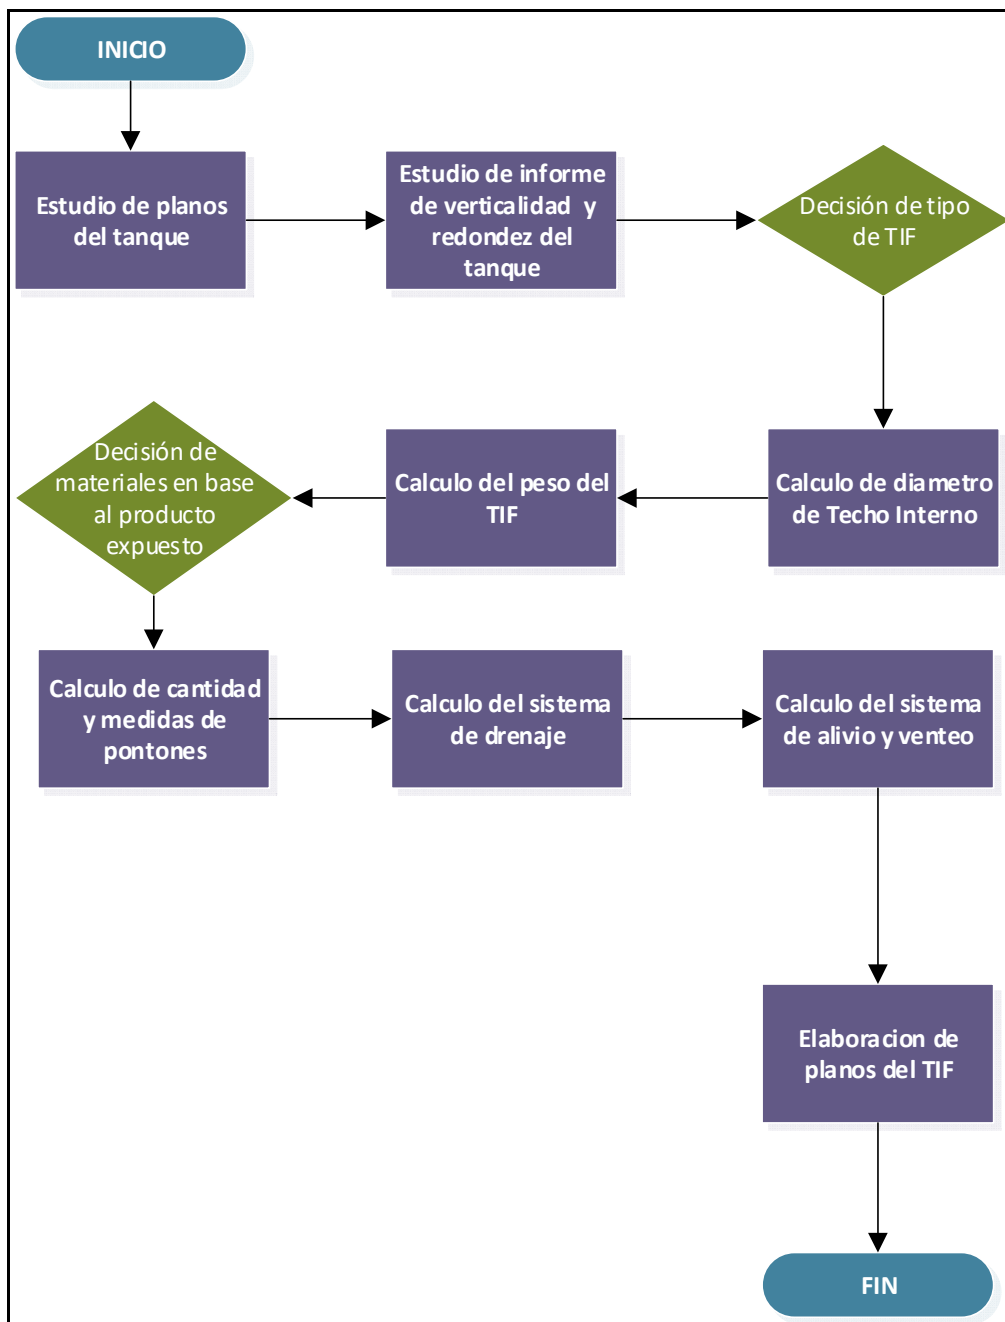 INICIO
Estudio de planos
del tanque
Estudio de informe
de verticalidad y
redondez del
tanque
Decisión de tipo
de TIF
Calculo de diametro
de Techo Interno
Calculo del peso del
TIF
Decisión de
materiales en base
al producto
expuesto
Calculo de cantidad
y medidas de
pontones
Calculo del sistema
de drenaje
Calculo del sistema
de alivio y venteo
Elaboracion de
planos del TIF
FIN